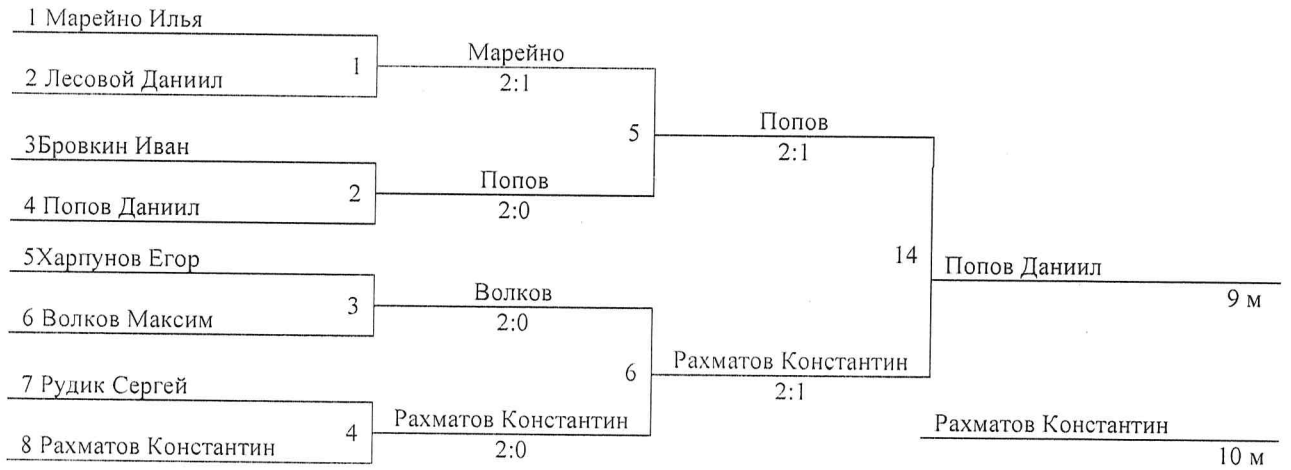 1 Марейно Илья
1
Марейно
2:1
2 Лесовой Даниил
5
Попов
2:1
3Бровкин Иван
2
Попов
2:0
4 Попов Даниил
14
Попов Даниил
9 м
5Харпунов Егор
3
Волков
2:0
6 Волков Максим
6
Рахматов Константин
2:1
7 Рудик Сергей
4
Рахматов Константин
2:0
8 Рахматов Константин
Рахматов Константин
10 м